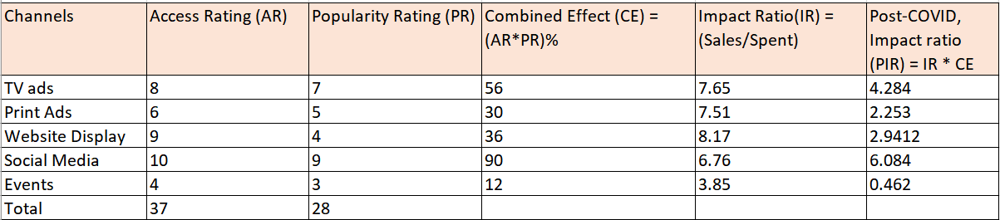 Channels Access Rating (AR) Popularity Rating (PR) Combined Effect (CE) = (AR*PR)% Impact Ratio(IR) = (Sales/Spent) Post-COVID, Impact ratio (PIR) = IR * CE
TV ads 8 7 56 7.65 4.284
Print Ads 6 5 30 7.51 2.253
Website Display 9 4 36 8.17 2.9412
Social Media 10 9 90 6.76 6.084
Events 4 3 12 3.85 0.462
Total 37 28